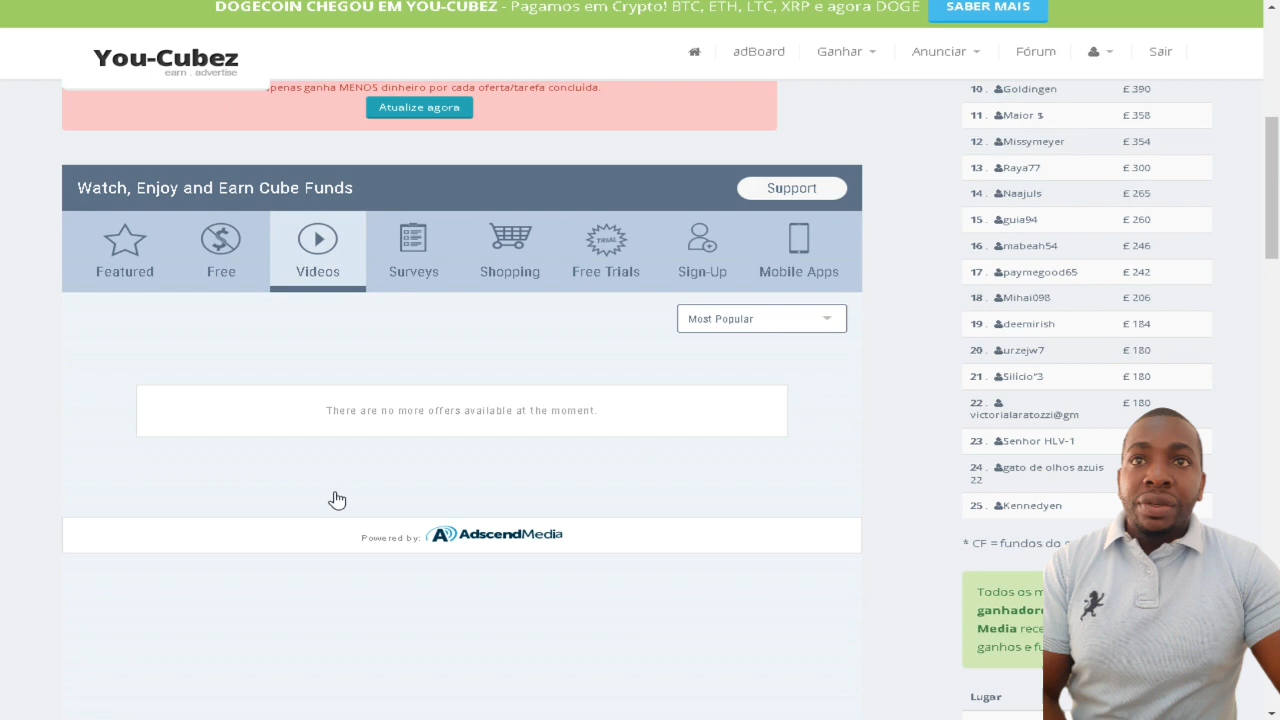 DOGECOIN CHEGOU EM YOU-CUBEZ - Pagamos em Crypto! BTC, ETH, LTC, XRP e agora DOGE
SABER MAIS
You-Cubez
earn . advertise
adBoard
Ganhar
Anunciar
Fórum
Sair
penas ganha MENOS dinheiro por cada oferta/tarefa concluída.
Atualize agora
Watch, Enjoy and Earn Cube Funds
Support
Featured
Free
Videos
Surveys
Shopping
TRIAL
Free Trials
Sign-Up
Mobile Apps
Most Popular
There are no more offers available at the moment.
Powered by: AdscendMedia
10 . Goldingen £ 390
11 . Maior $ £ 358
12 . Missymeyer £ 354
13 . Raya77 £ 300
14 . Naajuls £ 265
15 . guia94 £ 260
16 . mabeah54 £ 246
17 . paymegood65 £ 242
18 . Mihai098 £ 206
19 . deemirish £ 184
20 . urzejw7 £ 180
21 . Silício"3 £ 180
22 . £ 180
victorialaratozzi@gm
23 . Senhor HLV-1
24 . gato de olhos azuis
22
25 . Kennedyen
* CF = fundos do
Todos os m
ganhador
Media rece
ganhos e fu
Lugar